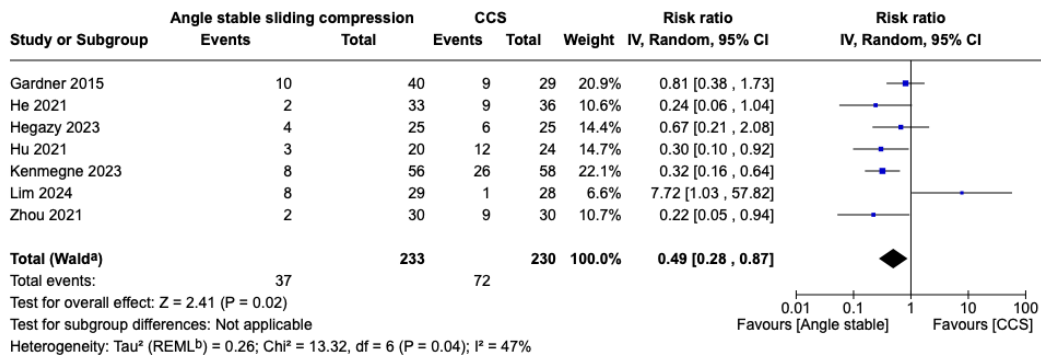 Angle stable sliding compression CCS Risk ratio Risk ratio
Study or Subgroup Events Total Events Total Weight IV, Random, 95% CI IV, Random, 95% CI
Gardner 2015 10 40 9 29 20.9% 0.81 [0.38 , 1.73]
He 2021 2 33 9 36 10.6% 0.24 [0.06 , 1.04]
Hegazy 2023 4 25 6 25 14.4% 0.67 [0.21 , 2.08]
Hu 2021 3 20 12 24 14.7% 0.30 [0.10 , 0.92]
Kenmegne 2023 8 56 26 58 22.1% 0.32 [0.16 , 0.64]
Lim 2024 8 29 1 28 6.6% 7.72 [1.03 , 57.82]
Zhou 2021 2 30 9 30 10.7% 0.22 [0.05 , 0.94]
Total (Waldᵃ) 233 230 100.0% 0.49 [0.28 , 0.87]
Total events: 37 72
Test for overall effect: Z = 2.41 (P = 0.02)
0.01 0.1 1 10 100
Test for subgroup differences: Not applicable Favours [Angle stable] Favours [CCS]
Heterogeneity: Tau² (REMLᵇ) = 0.26; Chi² = 13.32, df = 6 (P = 0.04); I² = 47%